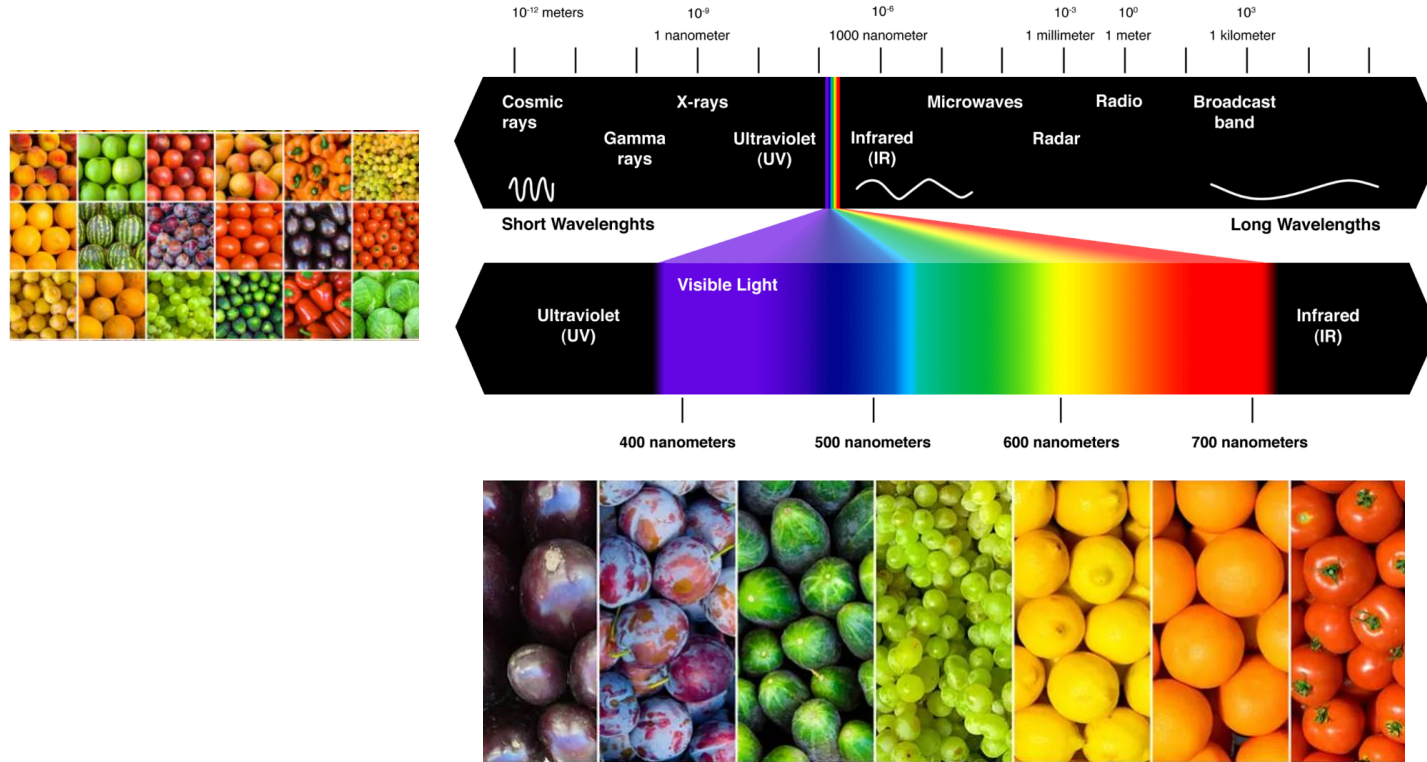 10⁻¹² meters
10⁻⁹
10⁻⁶
10⁻³
10⁰
10³
1 nanometer
1000 nanometer
1 millimeter
1 meter
1 kilometer
Cosmic
rays
X-rays
Microwaves
Radio
Broadcast
band
Gamma
rays
Ultraviolet
(UV)
Infrared
(IR)
Radar
Short Wavelenghts
Long Wavelengths
Visible Light
Ultraviolet
(UV)
Infrared
(IR)
400 nanometers
500 nanometers
600 nanometers
700 nanometers